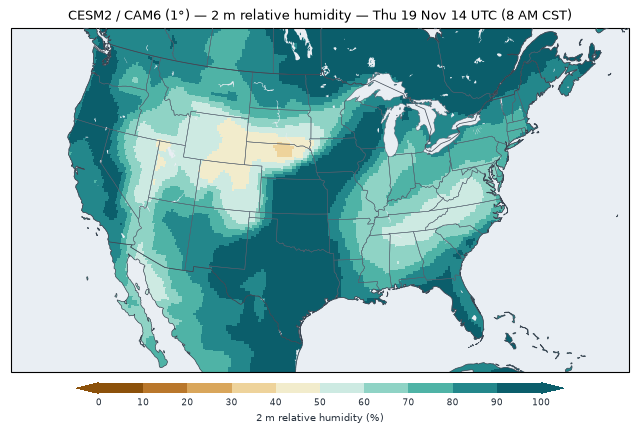 CESM2 / CAM6 (1°) — 2 m relative humidity — Thu 19 Nov 14 UTC (8 AM CST)
0 10 20 30 40 50 60 70 80 90 100
2 m relative humidity (%)